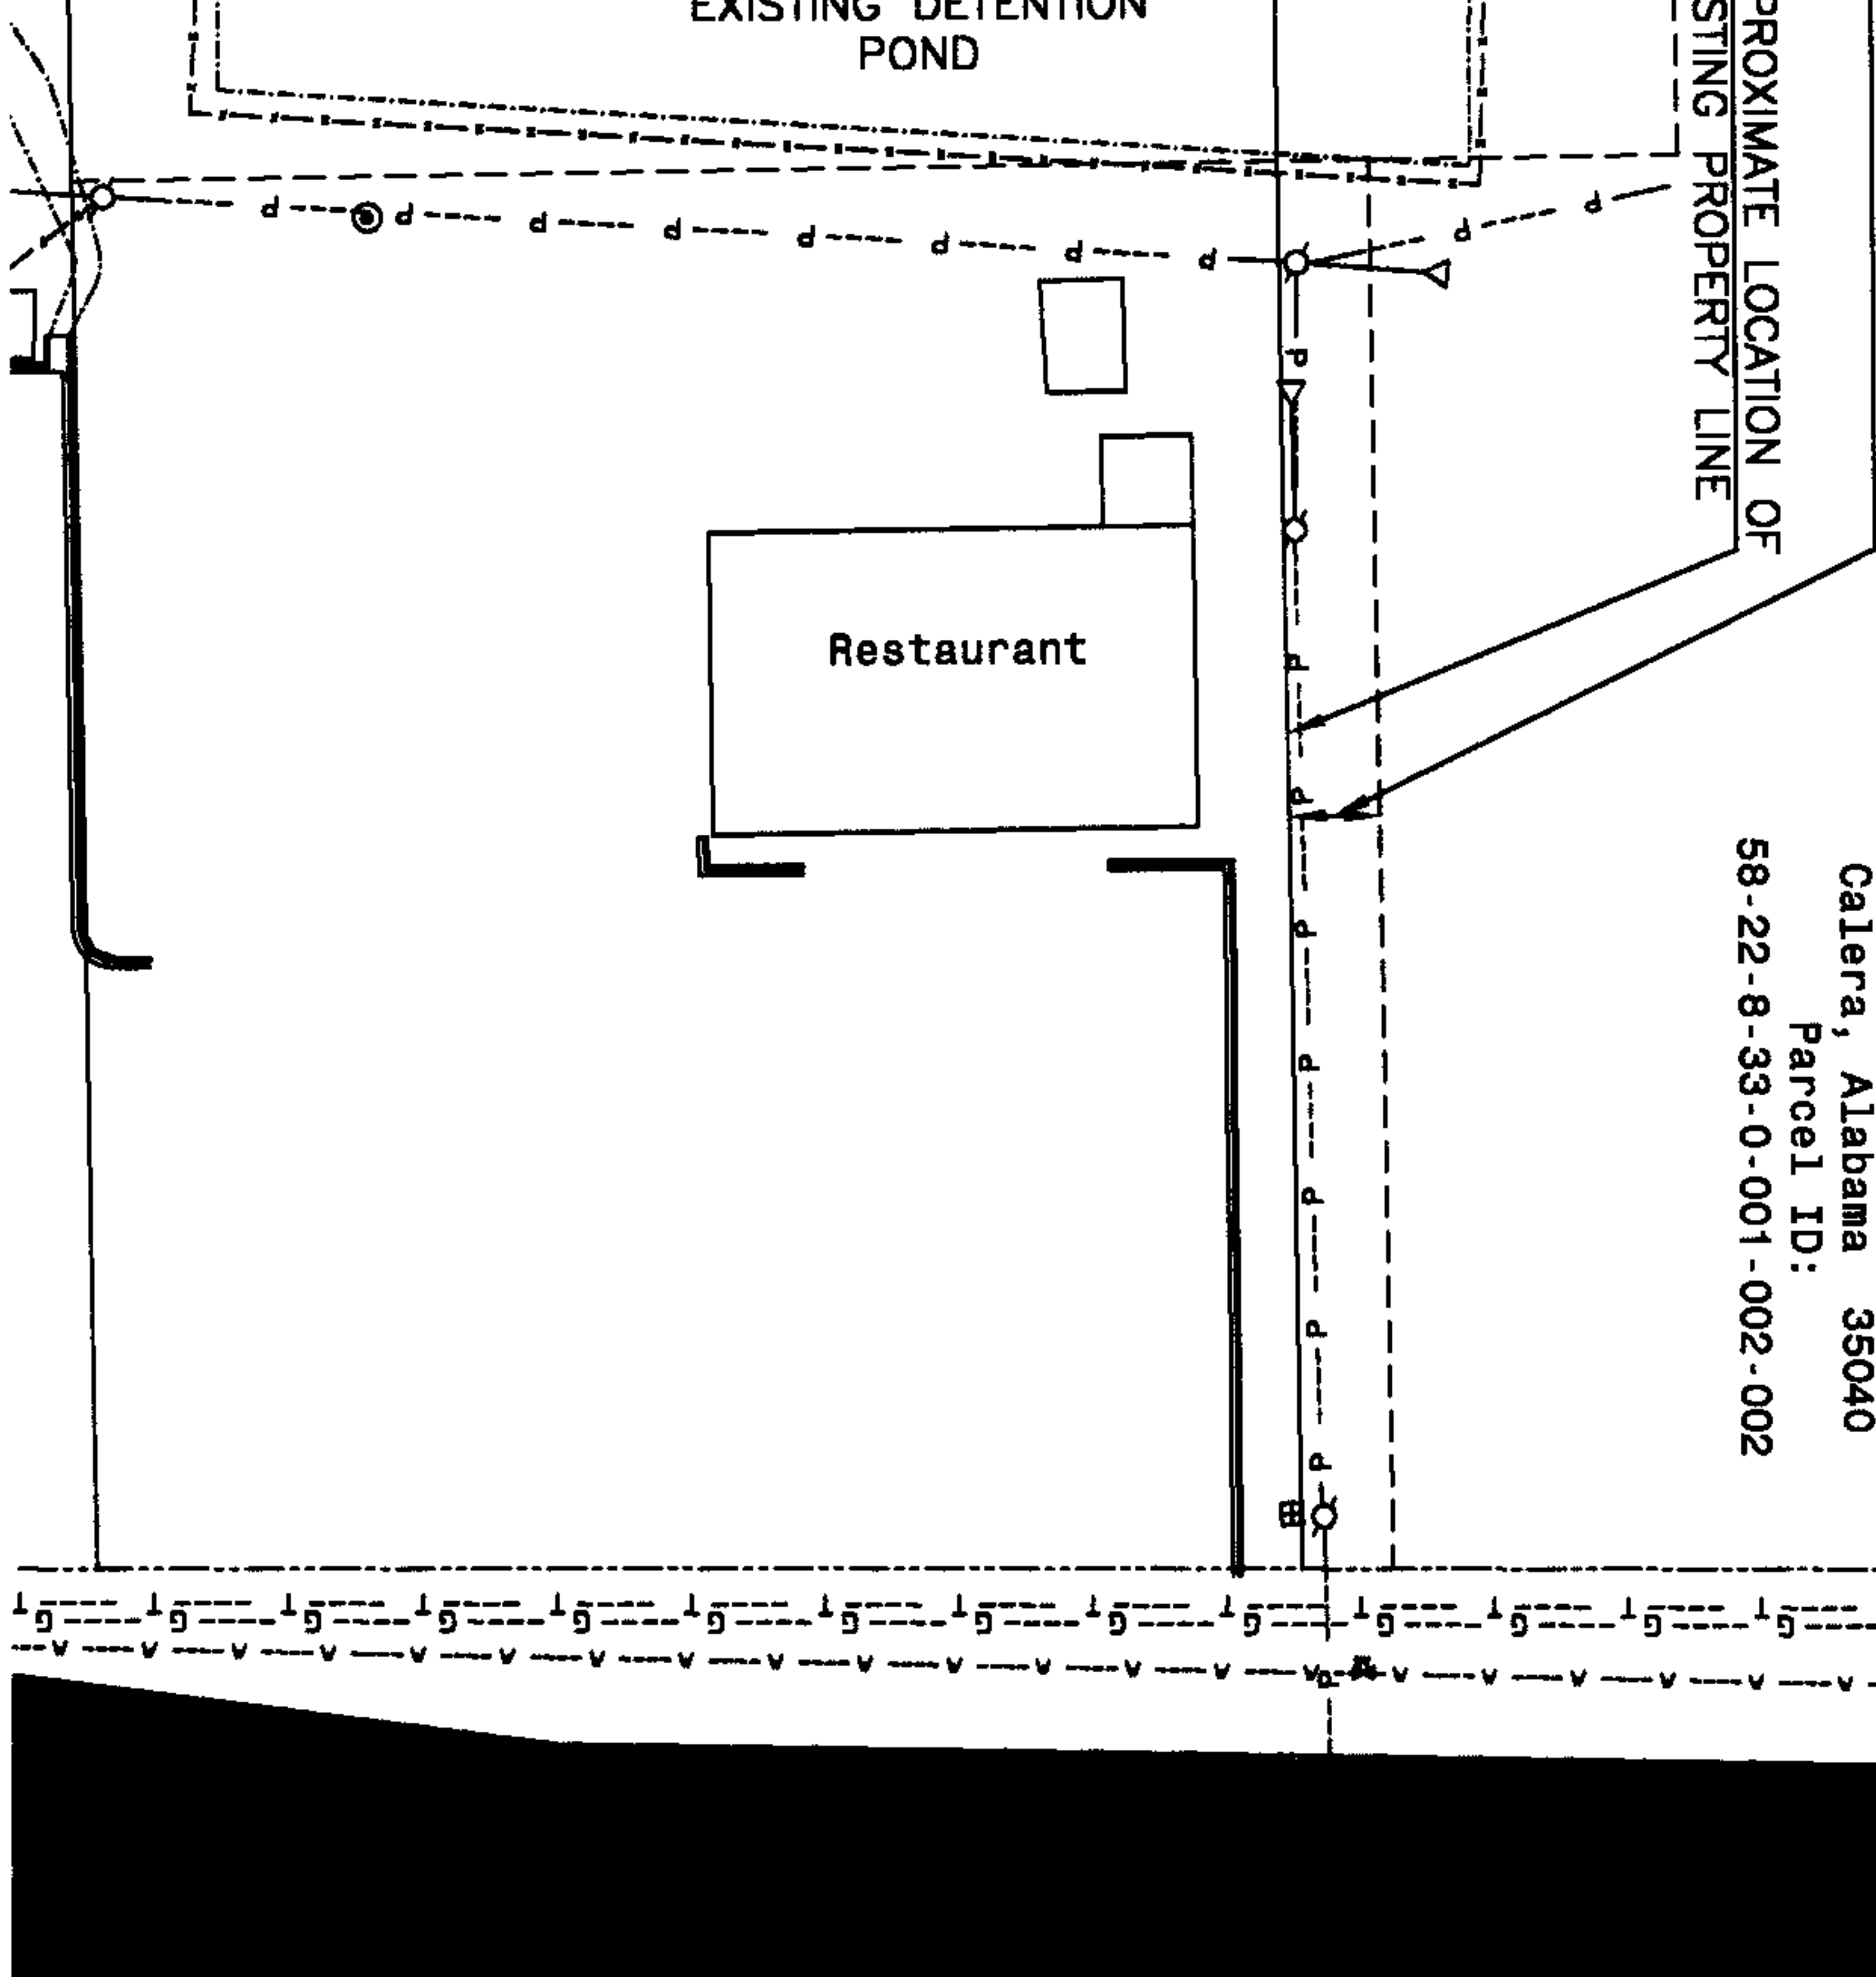 EXISTING DETENTION
POND
PROXIMATE LOCATION OF
STING PROPERTY LINE
Restaurant
Calera, Alabama 35040
Parcel ID:
58-22-8-33-0-001-002-002